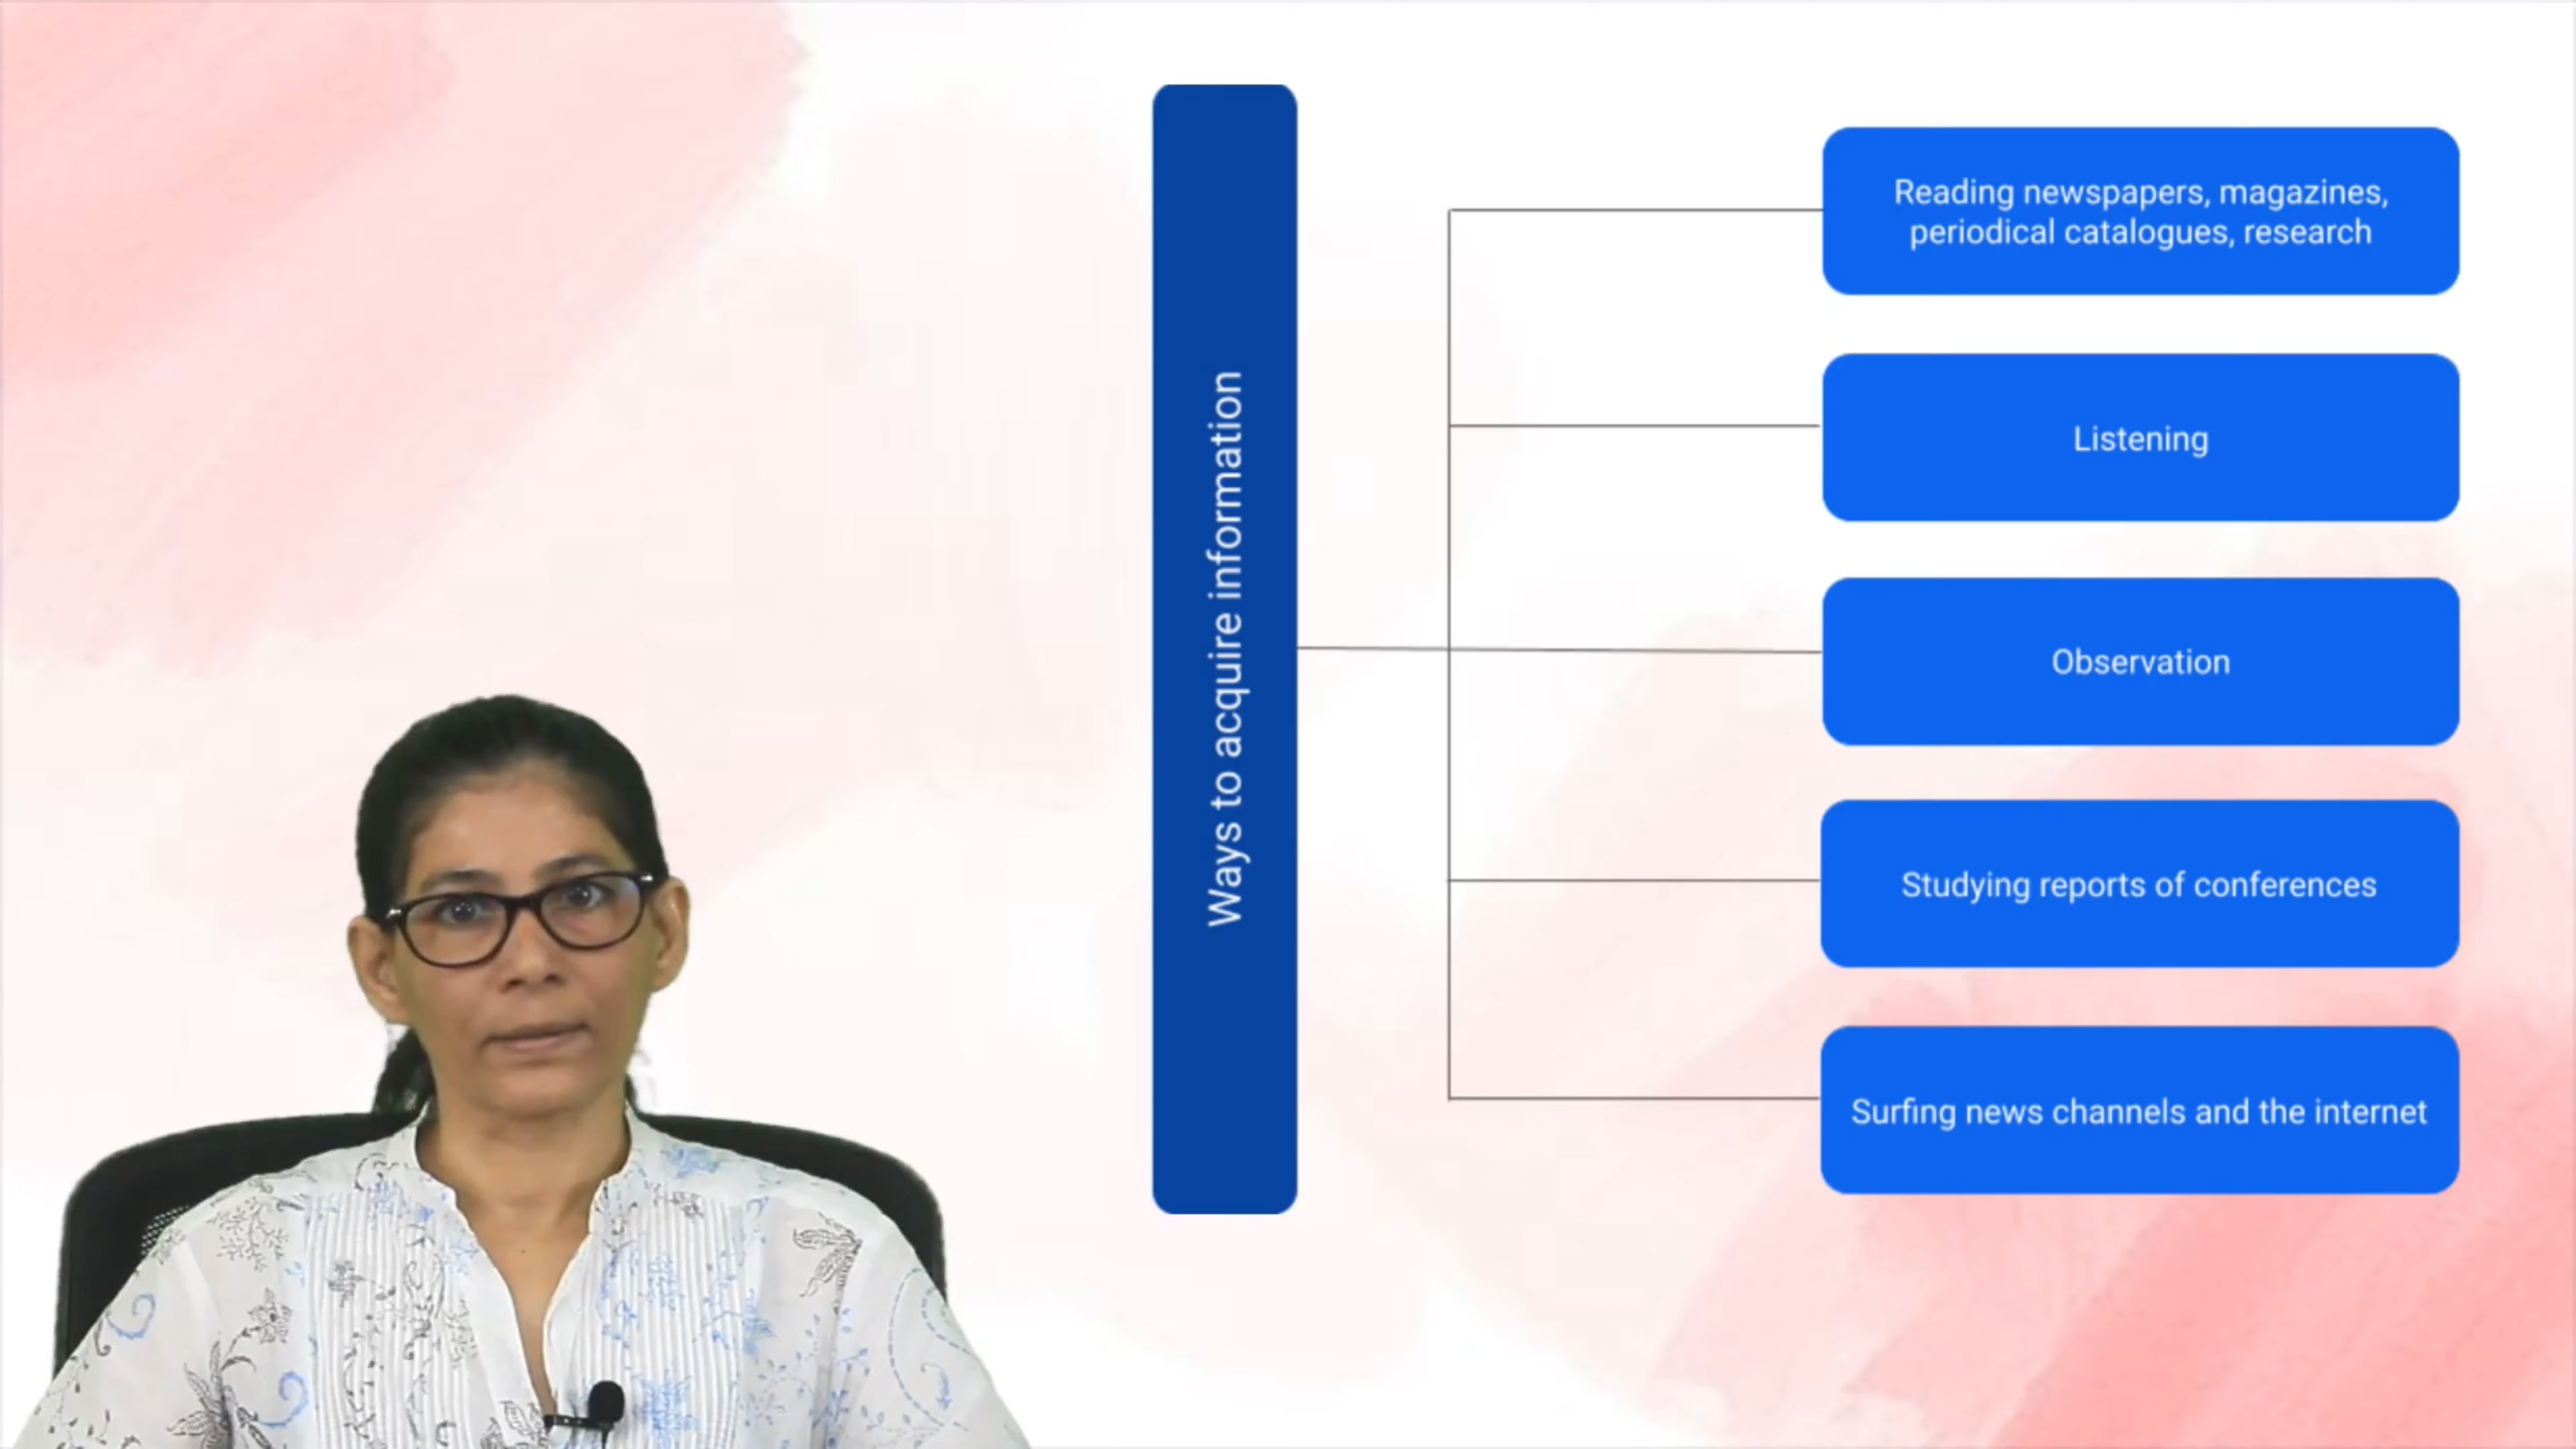 Ways to acquire information
Reading newspapers, magazines,
periodical catalogues, research
Listening
Observation
Studying reports of conferences
Surfing news channels and the internet